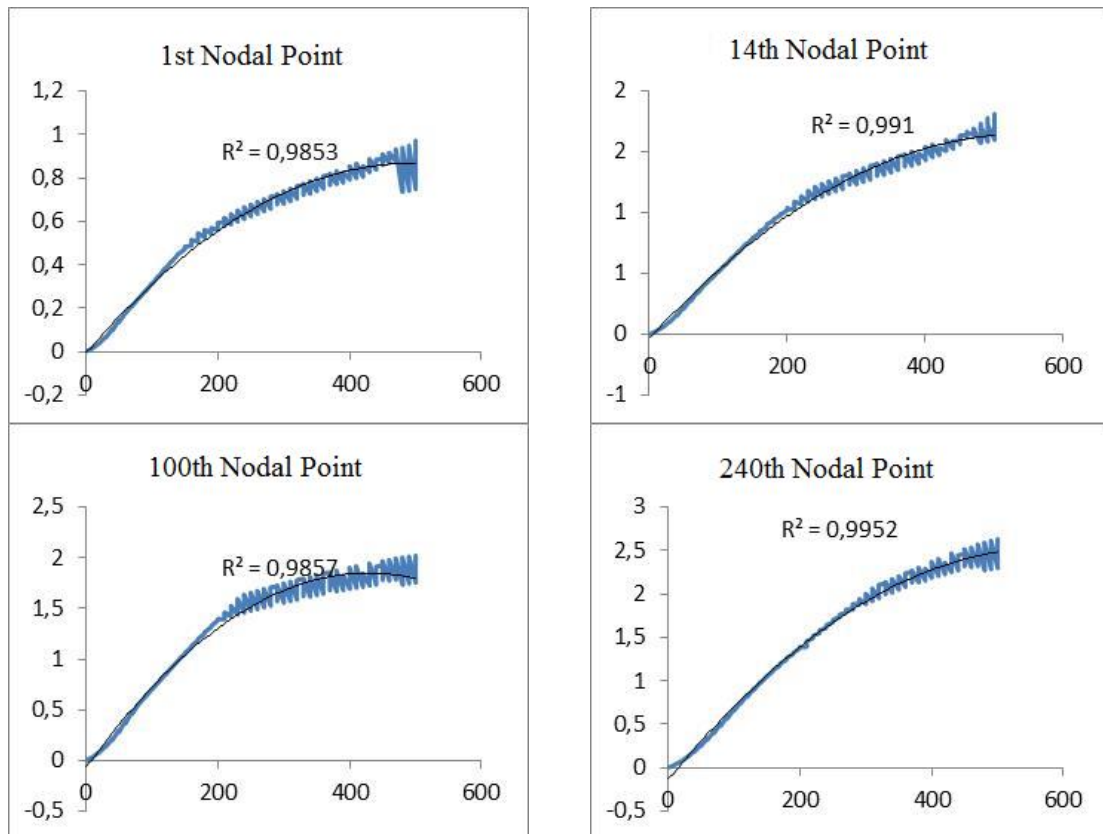 1st Nodal Point
1,2
1
0,8
0,6
0,4
0,2
0
-0,2
R² = 0,9853
0 200 400 600
14th Nodal Point
2
2
1
1
0
-1
R² = 0,991
0 200 400 600
100th Nodal Point
2,5
2
1,5
1
0,5
0
-0,5
R² = 0,9857
0 200 400 600
240th Nodal Point
3
2,5
2
1,5
1
0,5
0
-0,5
R² = 0,9952
0 200 400 600